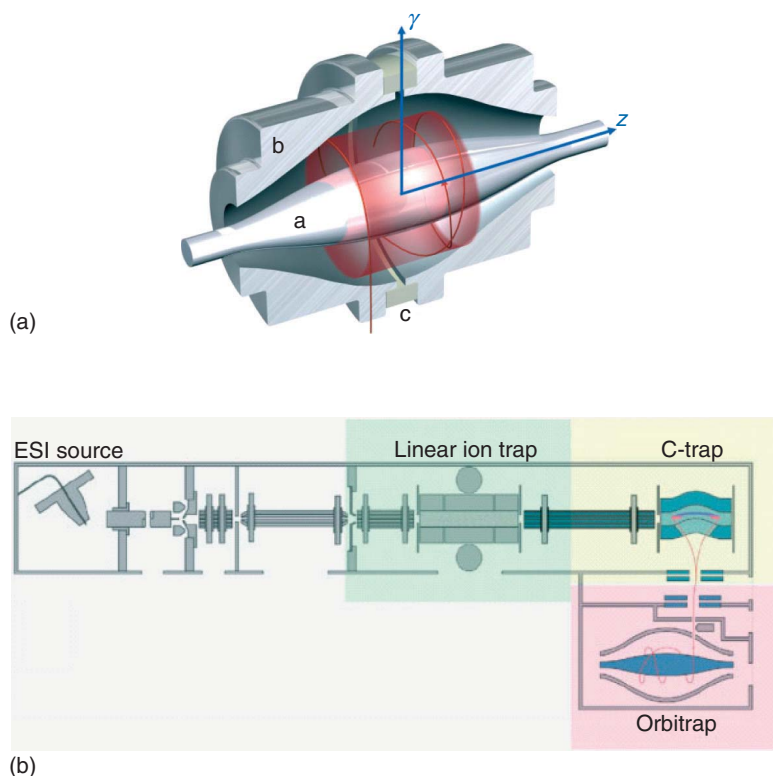 γ
z
b
a
c
(a)
ESI source
Linear ion trap
C-trap
Orbitrap
(b)